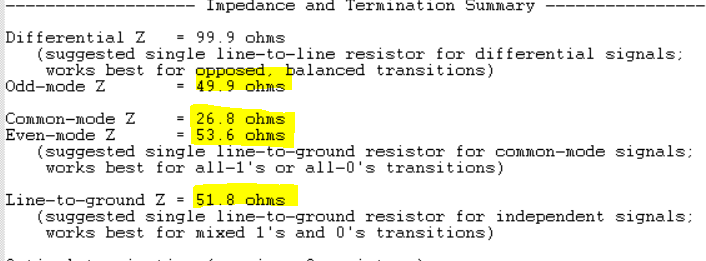 ------------------- Impedance and Termination Summary ----------------
Differential Z   = 99.9 ohms
(suggested single line-to-line resistor for differential signals;
works best for opposed, balanced transitions)
Odd-mode Z       = 49.9 ohms
Common-mode Z    = 26.8 ohms
Even-mode Z      = 53.6 ohms
(suggested single line-to-ground resistor for common-mode signals;
works best for all-1's or all-0's transitions)
Line-to-ground Z = 51.8 ohms
(suggested single line-to-ground resistor for independent signals;
works best for mixed 1's and 0's transitions)